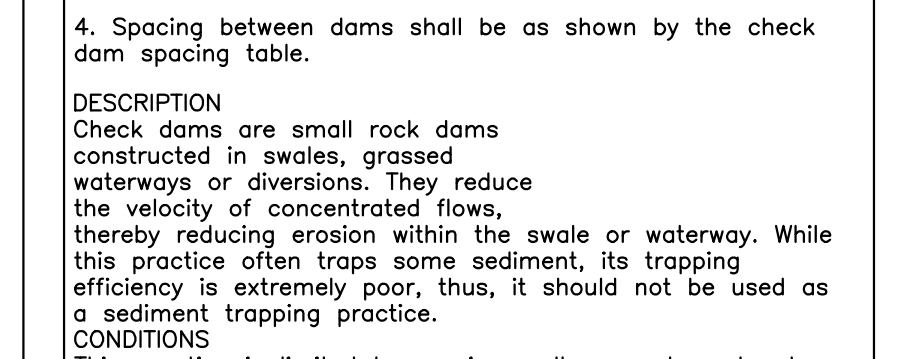 4. Spacing between dams shall be as shown by the check
dam spacing table.
DESCRIPTION
Check dams are small rock dams
constructed in swales, grassed
waterways or diversions. They reduce
the velocity of concentrated flows,
thereby reducing erosion within the swale or waterway. While
this practice often traps some sediment, its trapping
efficiency is extremely poor, thus, it should not be used as
a sediment trapping practice.
CONDITIONS